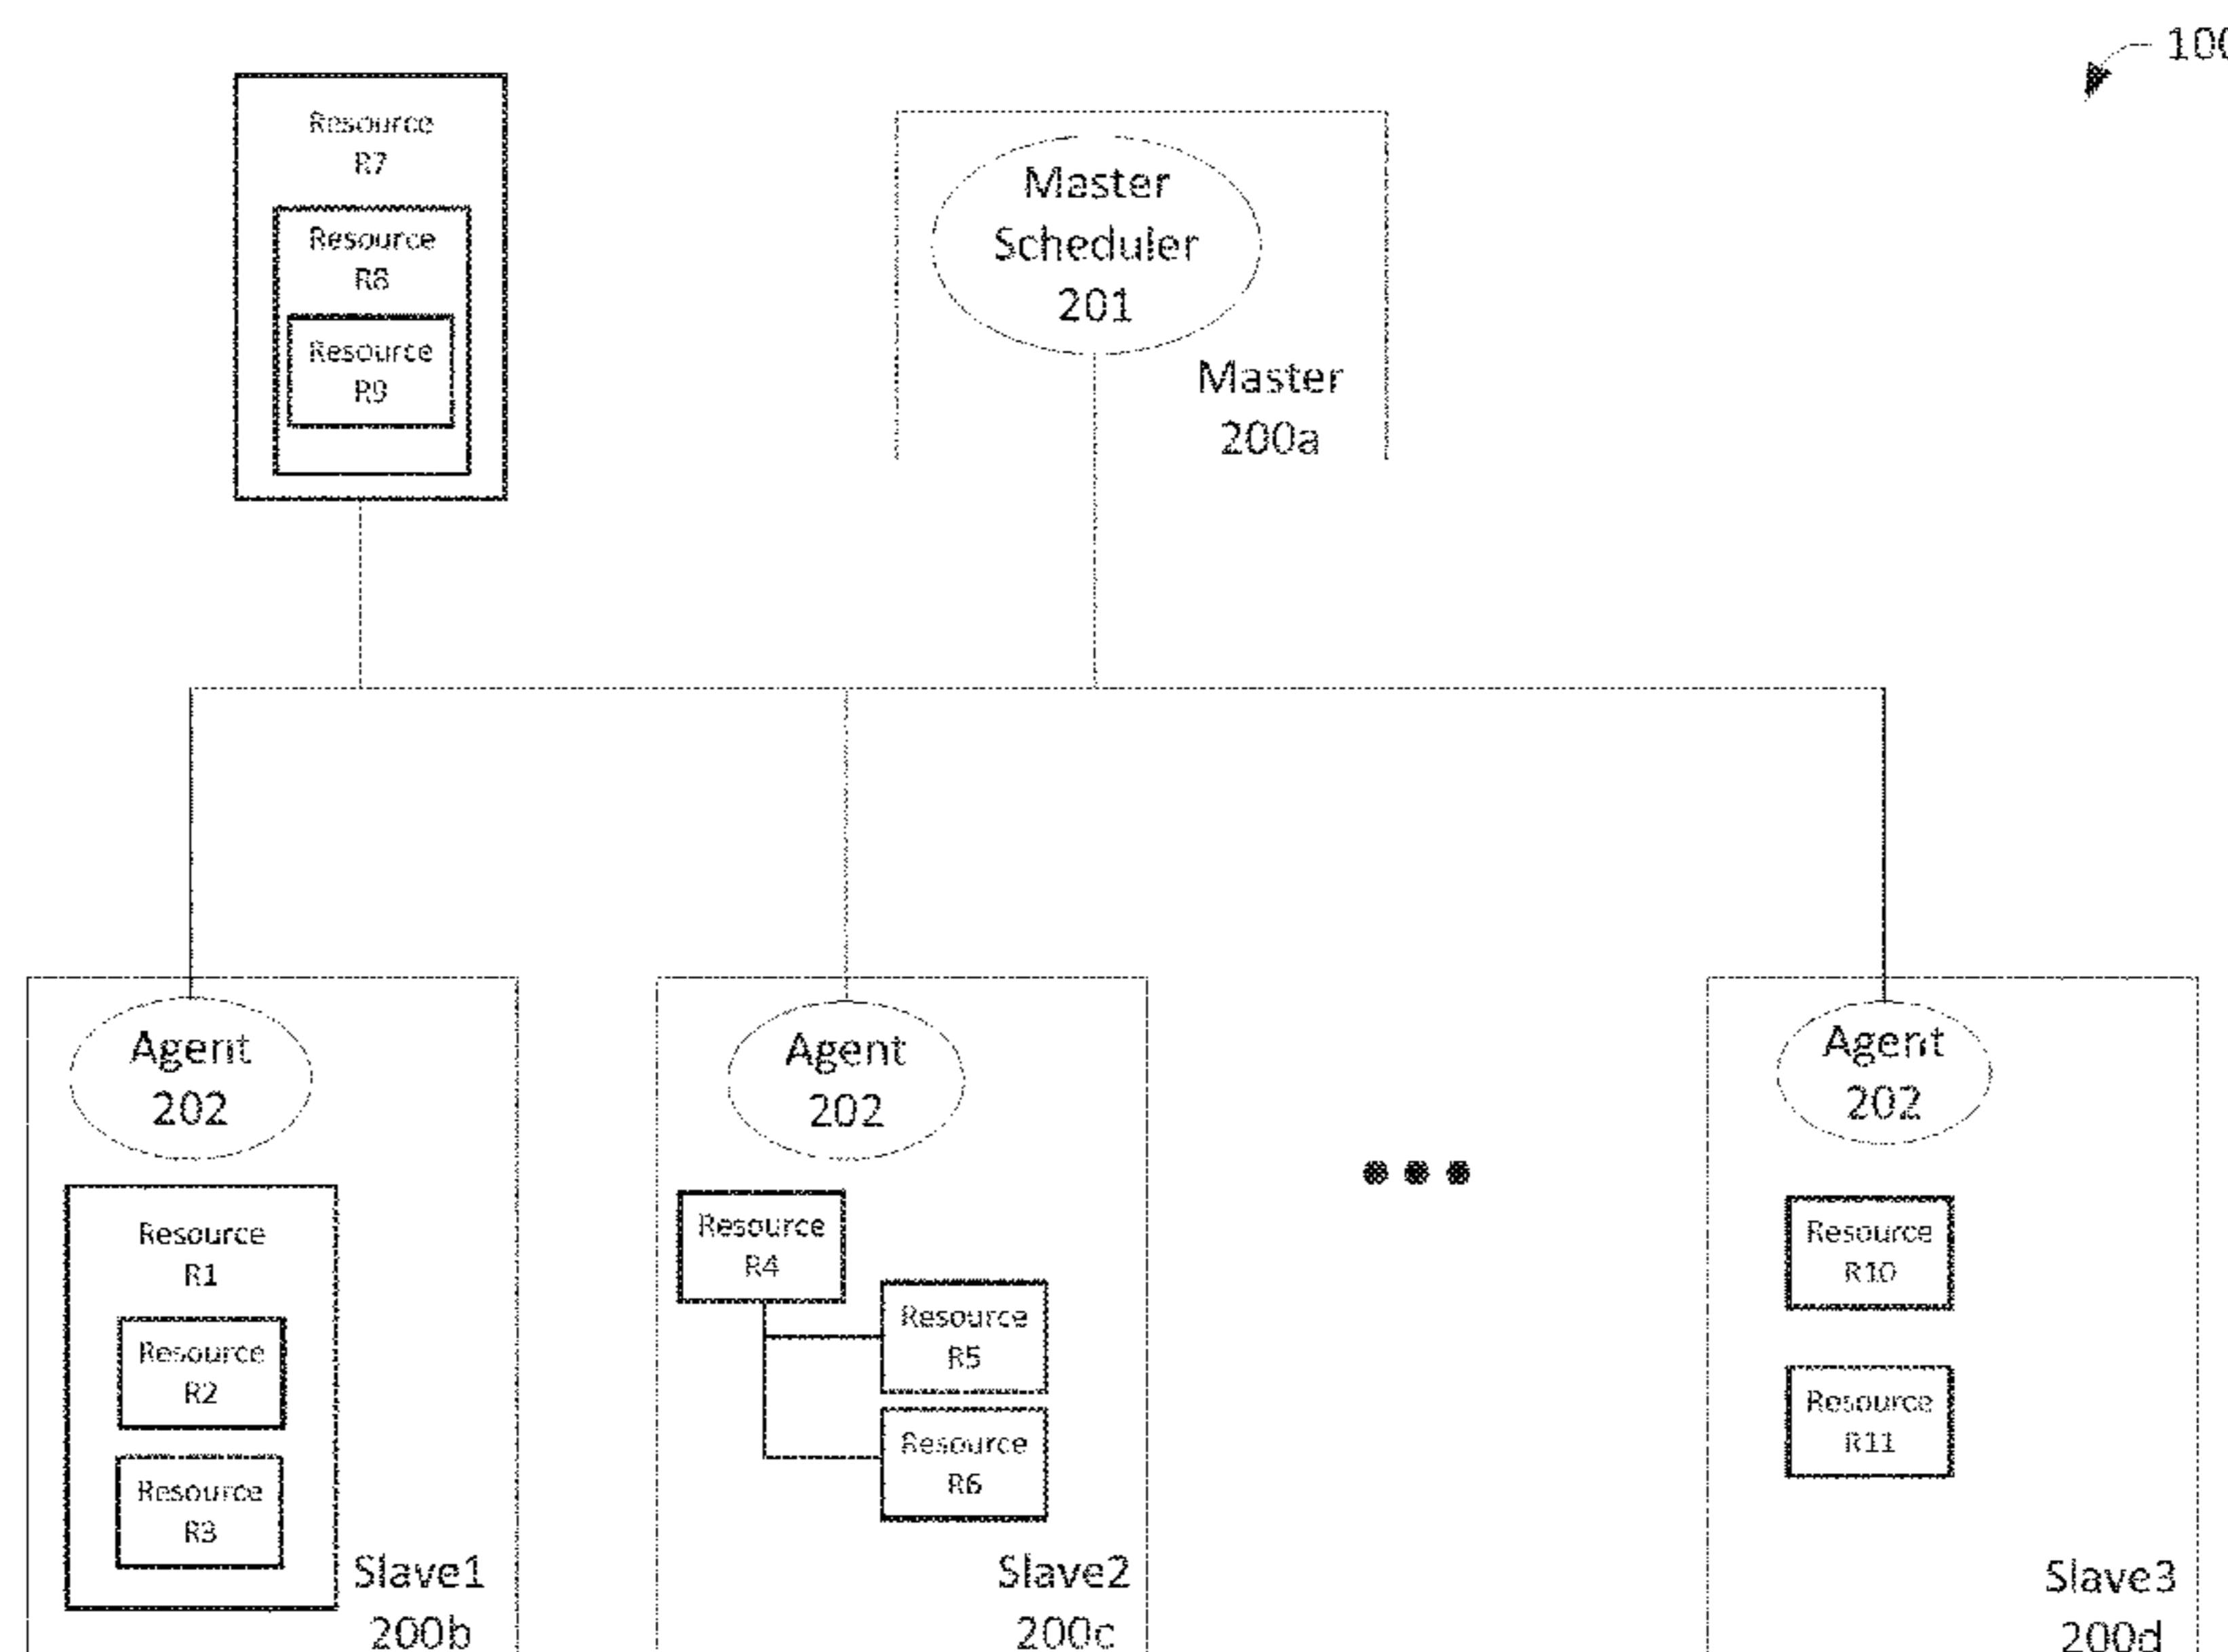 100
Resource
R7
Resource
R8
Resource
R9
Master
Scheduler
201
Master
200a
Agent
202
Resource
R1
Resource
R2
Resource
R3
Slave1
200b
Agent
202
Resource
R4
Resource
R5
Resource
R6
Slave2
200c
Agent
202
Resource
R10
Resource
R11
Slave3
200d